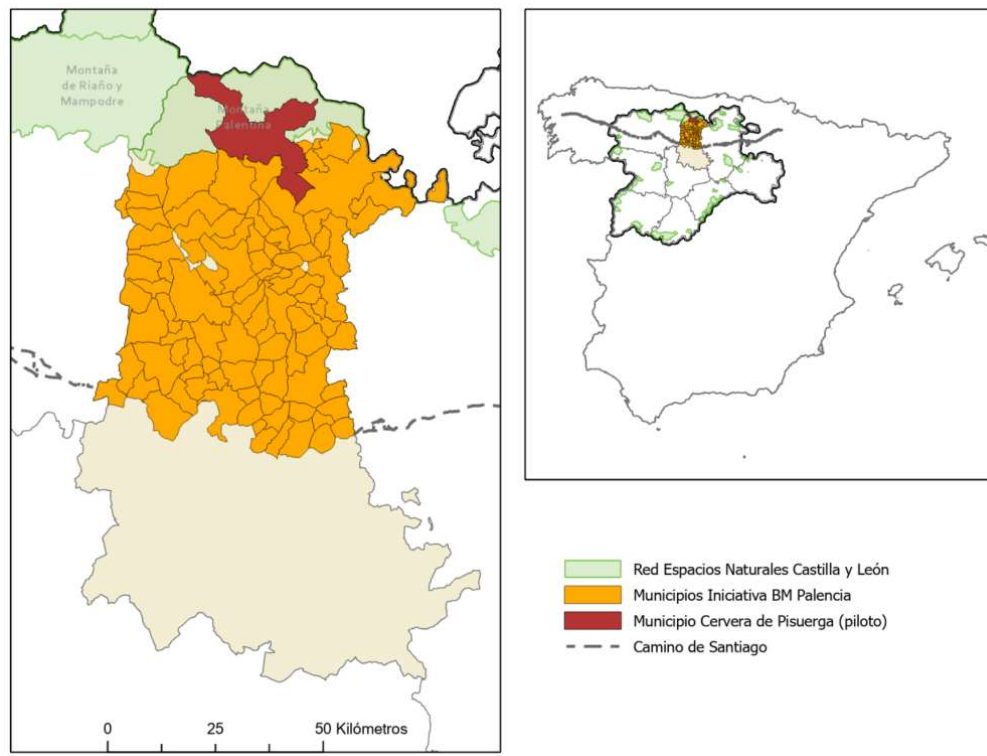 Montaña
de Riaño y
Mampodre
Montaña
Palentina
0 25 50 Kilómetros
Red Espacios Naturales Castilla y León
Municipios Iniciativa BM Palencia
Municipio Cervera de Pisuerga (piloto)
Camino de Santiago